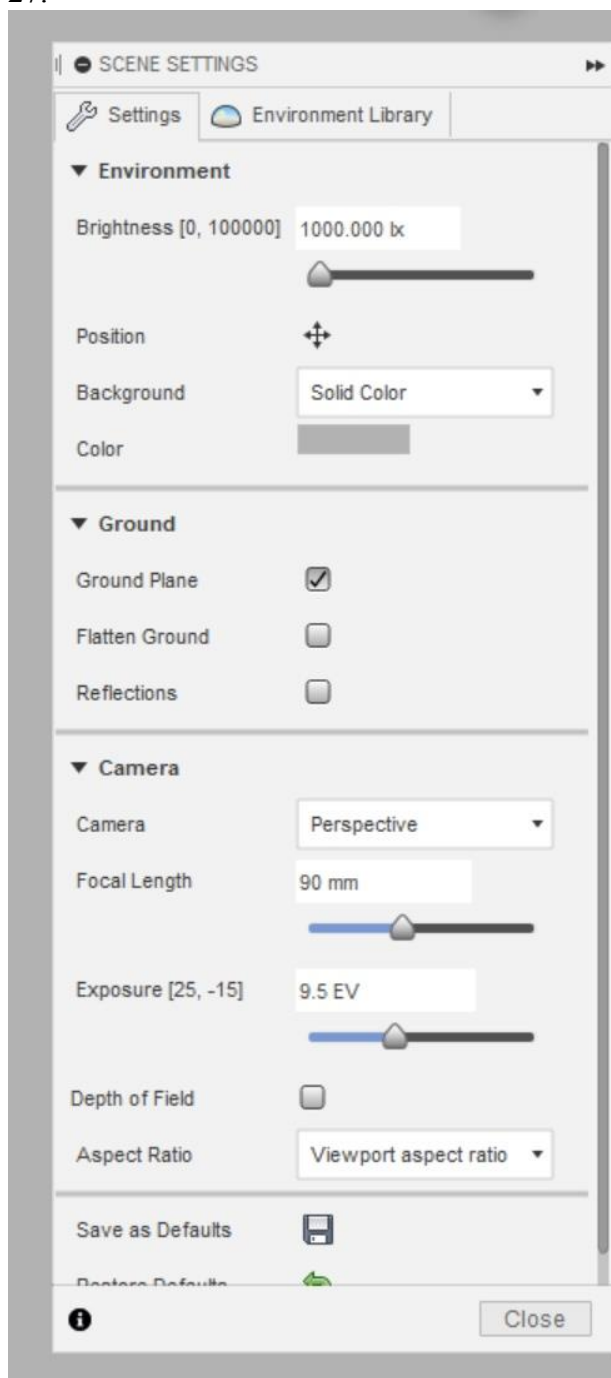 SCENE SETTINGS
Settings Environment Library
Environment
Brightness [0, 100000] 1000.000 lx
Position
Background Solid Color
Color
Ground
Ground Plane
Flatten Ground
Reflections
Camera
Camera Perspective
Focal Length 90 mm
Exposure [25, -15] 9.5 EV
Depth of Field
Aspect Ratio Viewport aspect ratio
Save as Defaults
Restore Defaults
Close